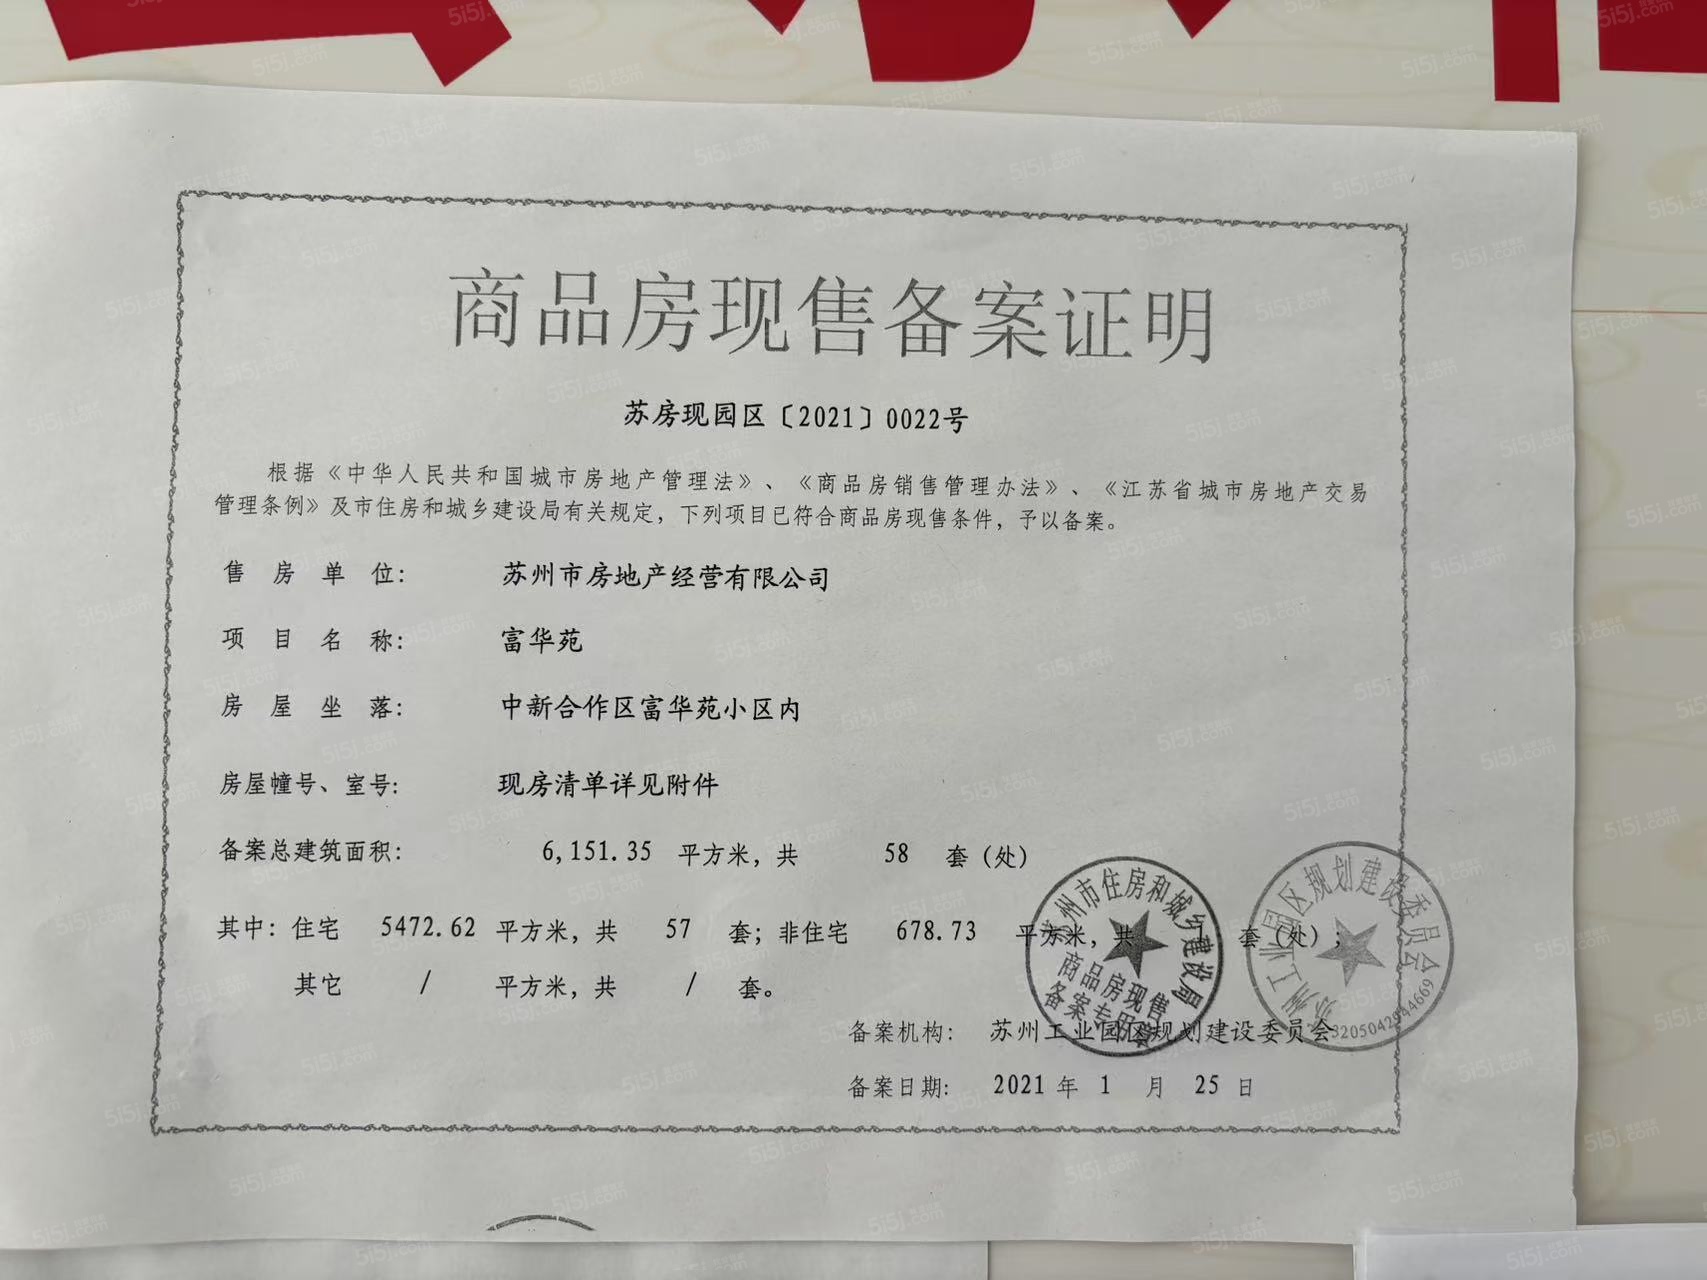 商品房现售备案证明
苏房现园区〔2021〕0022号
根据《中华人民共和国城市房地产管理法》、《商品房销售管理办法》、《江苏省城市房地产交易
管理条例》及市住房和城乡建设局有关规定，下列项目已符合商品房现售条件，予以备案。
售房单位： 苏州市房地产经营有限公司
项目名称： 富华苑
房屋坐落： 中新合作区富华苑小区内
房屋幢号、室号： 现房清单详见附件
备案总建筑面积： 6,151.35 平方米，共 58 套（处）
其中：住宅 5472.62 平方米，共 57 套；非住宅 678.73 平方米，共 1 套（处）；
其它 / 平方米，共 / 套。
备案机构： 苏州工业园区规划建设委员会
备案日期： 2021 年 1 月 25 日
苏州市住房和城乡建设局
商品房现售
备案专用章
苏州工业园区规划建设委员会
5i5j.com